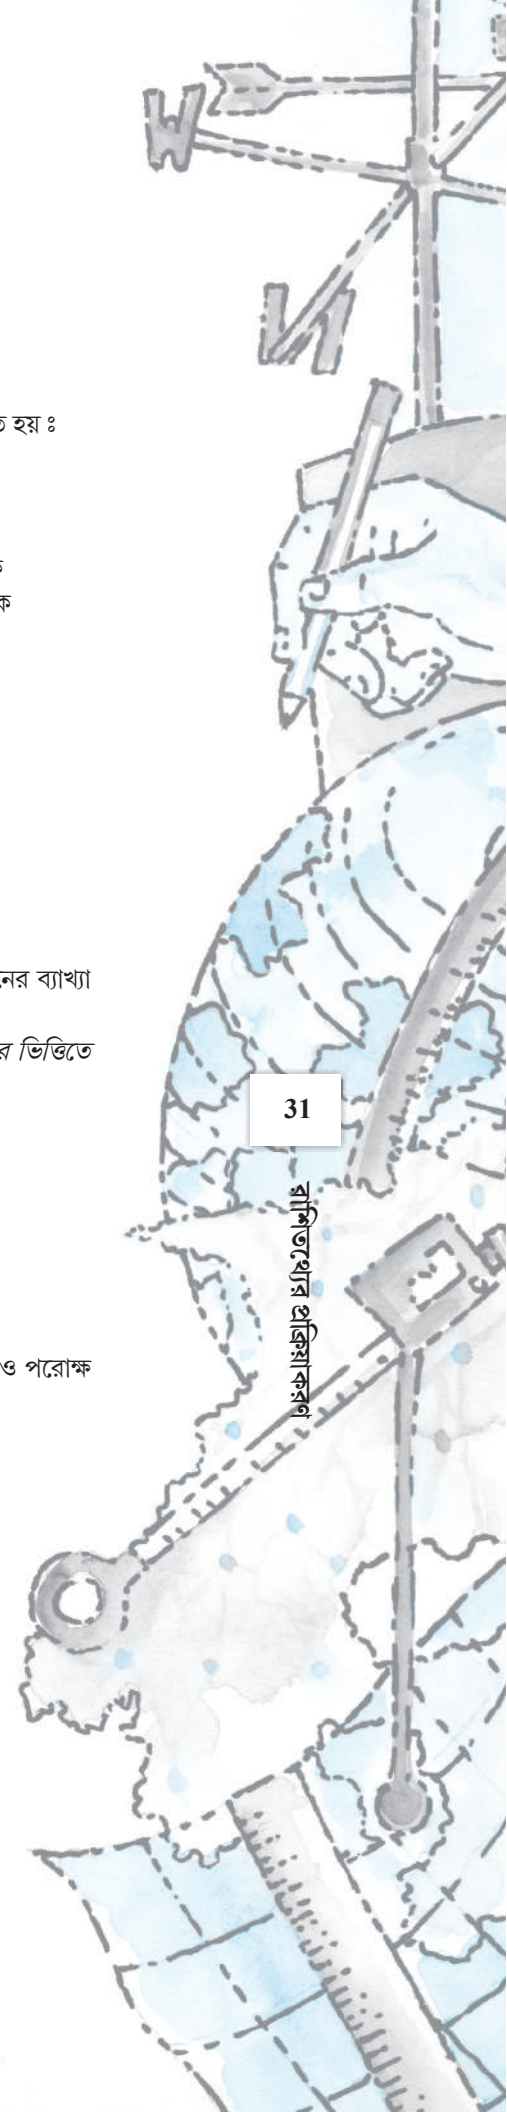 হয় ঃ
ক
নের ব্যাখ্যা
র ভিত্তিতে
31
রাশিতথ্যের প্রক্রিয়াকরণ
ও পরোক্ষ
W
N